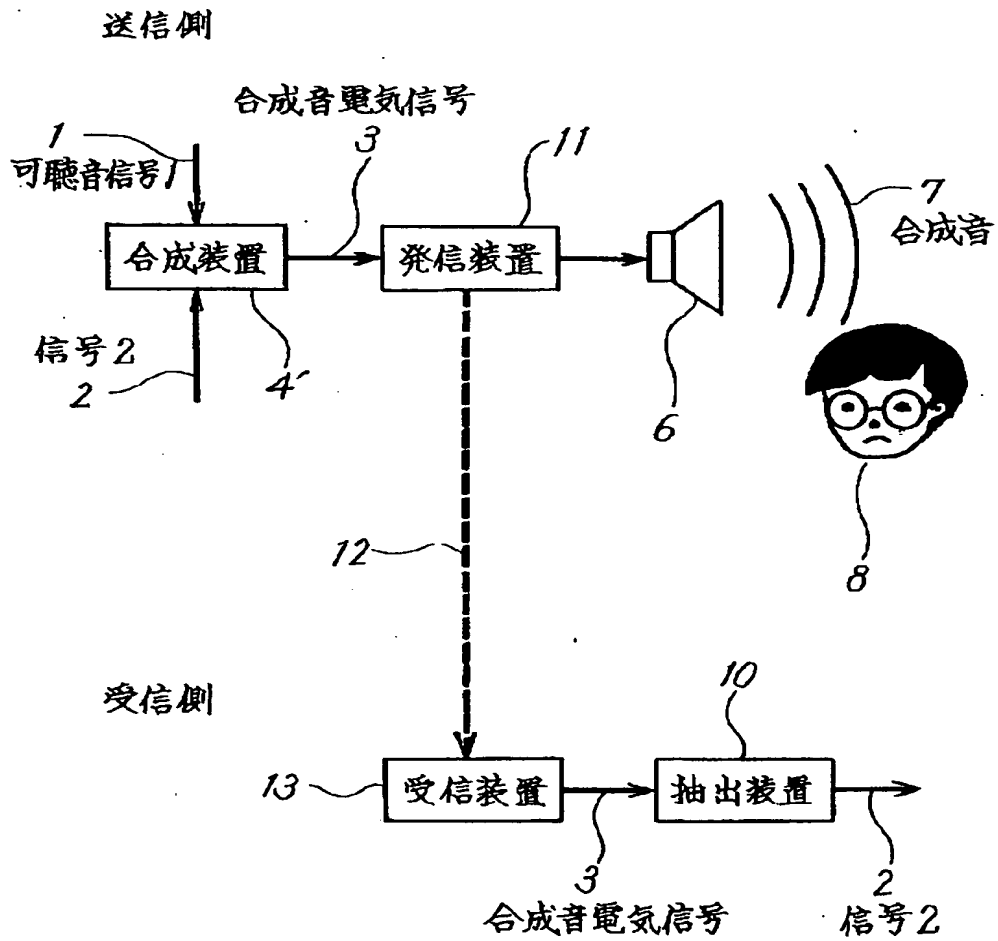 送信側
合成音電気信号
3
1
可聴音信号1
11
7
合成音
合成装置
発信装置
信号2
2
4'
6
12
8
受信側
10
13
受信装置
抽出装置
3
合成音電気信号
2
信号2